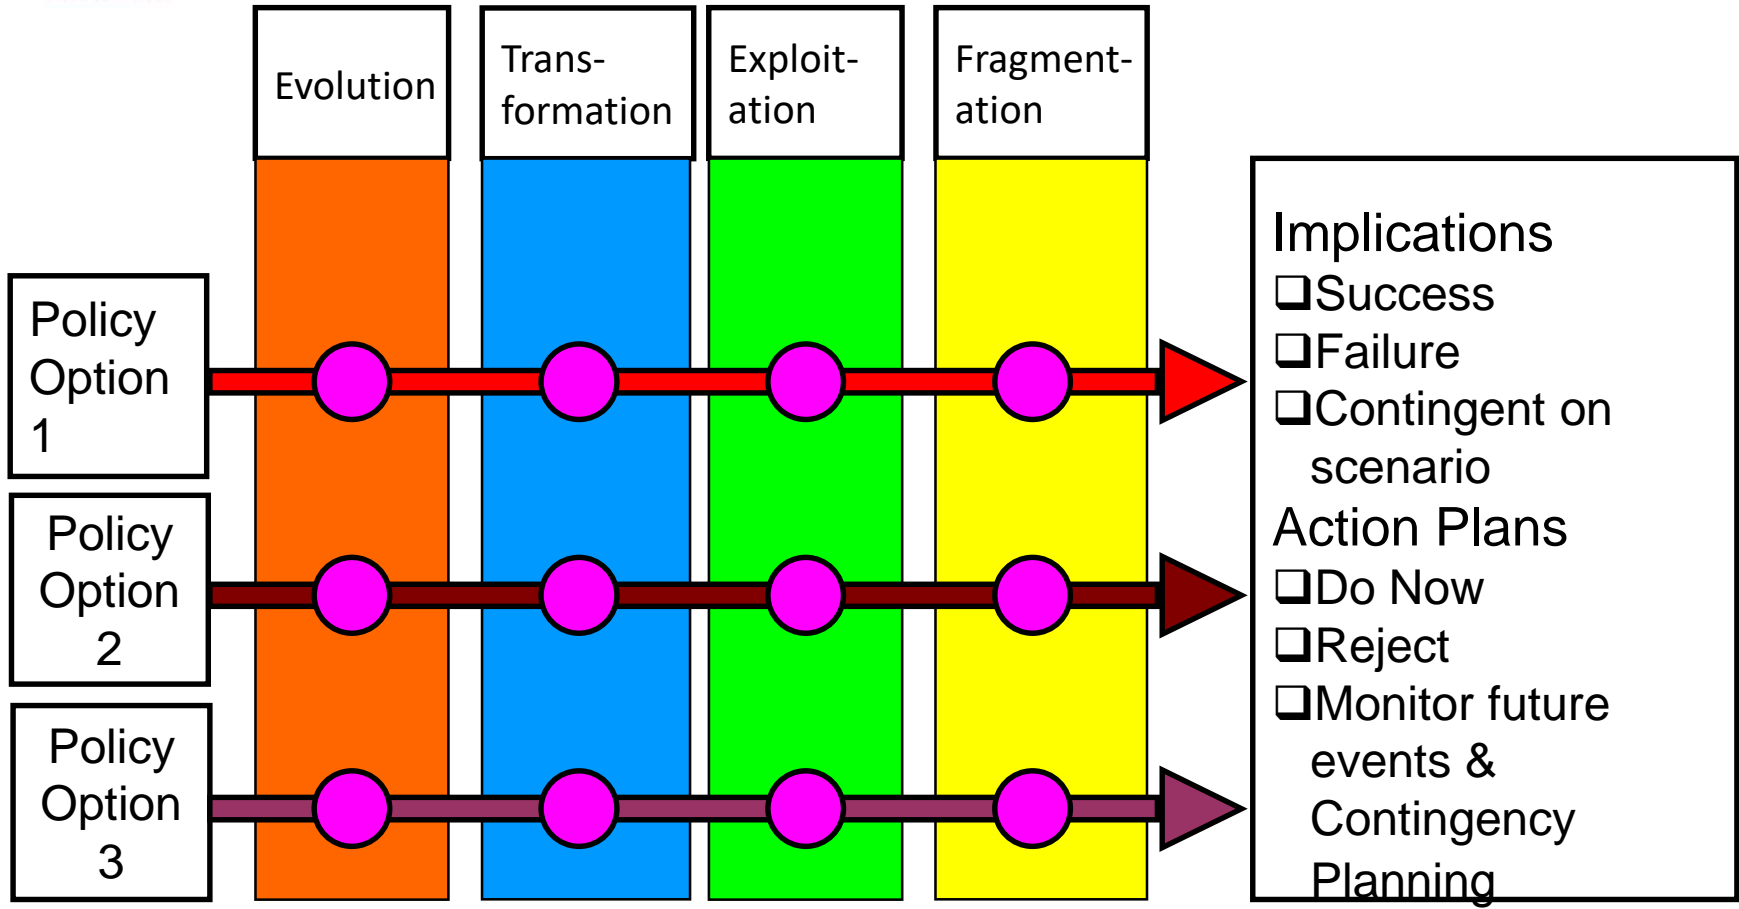 Evolution
Trans-
formation
Exploit-
ation
Fragment-
ation
Policy
Option
1
Policy
Option
2
Policy
Option
3
Implications
❑Success
❑Failure
❑Contingent on
scenario
Action Plans
❑Do Now
❑Reject
❑Monitor future
events &
Contingency
Planning